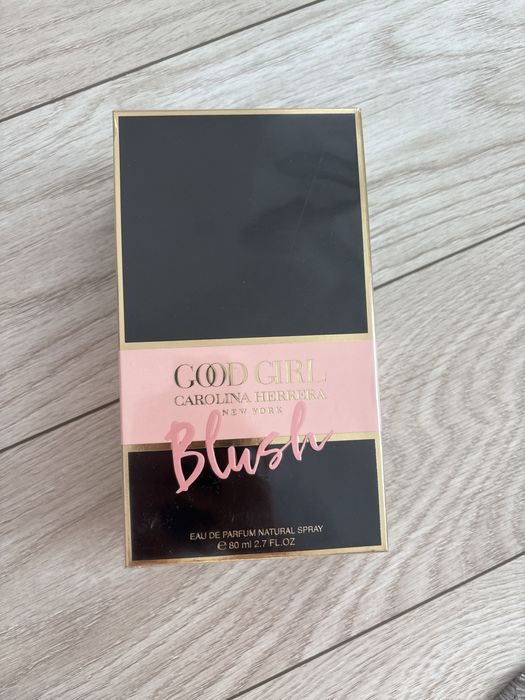 GOOD GIRL
CAROLINA HERRERA
NEW YORK
Blush
EAU DE PARFUM NATURAL SPRAY
℮ 80 ml 2.7 FL.OZ